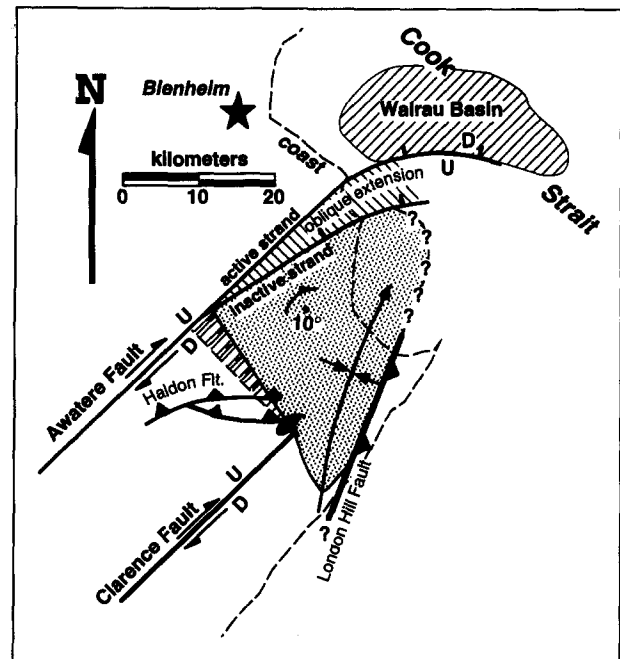 Cook
Blenheim
Wairau Basin
N
D
U
coast
kilometers
0 10 20
Strait
oblique extension
active strand
inactive strand
?
?
?
?
?
10°
U
D
Awatere Fault
Haldon Flt.
U
D
Clarence Fault
London Hill Fault
?